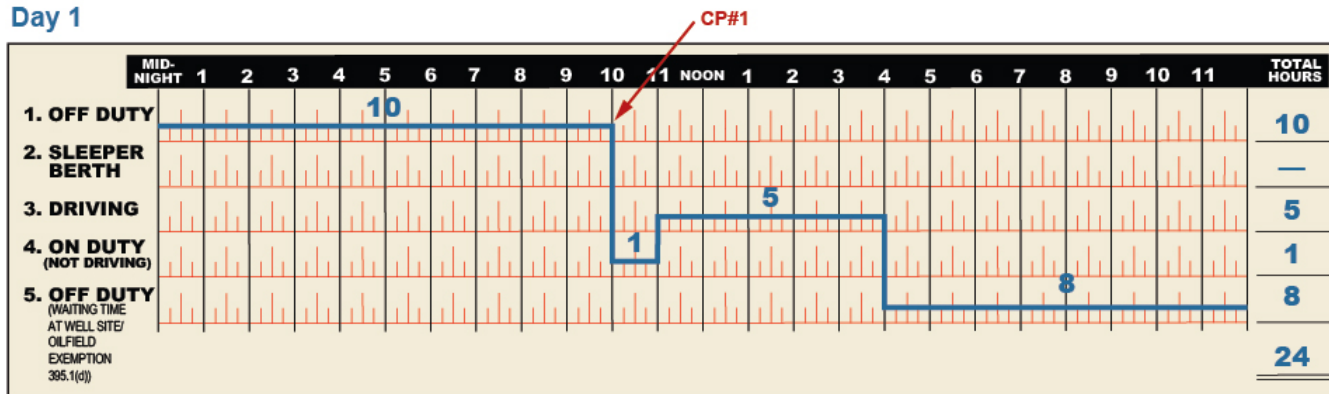 Day 1
CP#1
MID-
NIGHT 1 2 3 4 5 6 7 8 9 10 11 NOON 1 2 3 4 5 6 7 8 9 10 11 TOTAL
HOURS
1. OFF DUTY 10 10
2. SLEEPER
BERTH —
3. DRIVING 5 5
4. ON DUTY 1 1
(NOT DRIVING)
5. OFF DUTY 8 8
(WAITING TIME
AT WELL SITE/
OILFIELD
EXEMPTION
395.1(d))
24